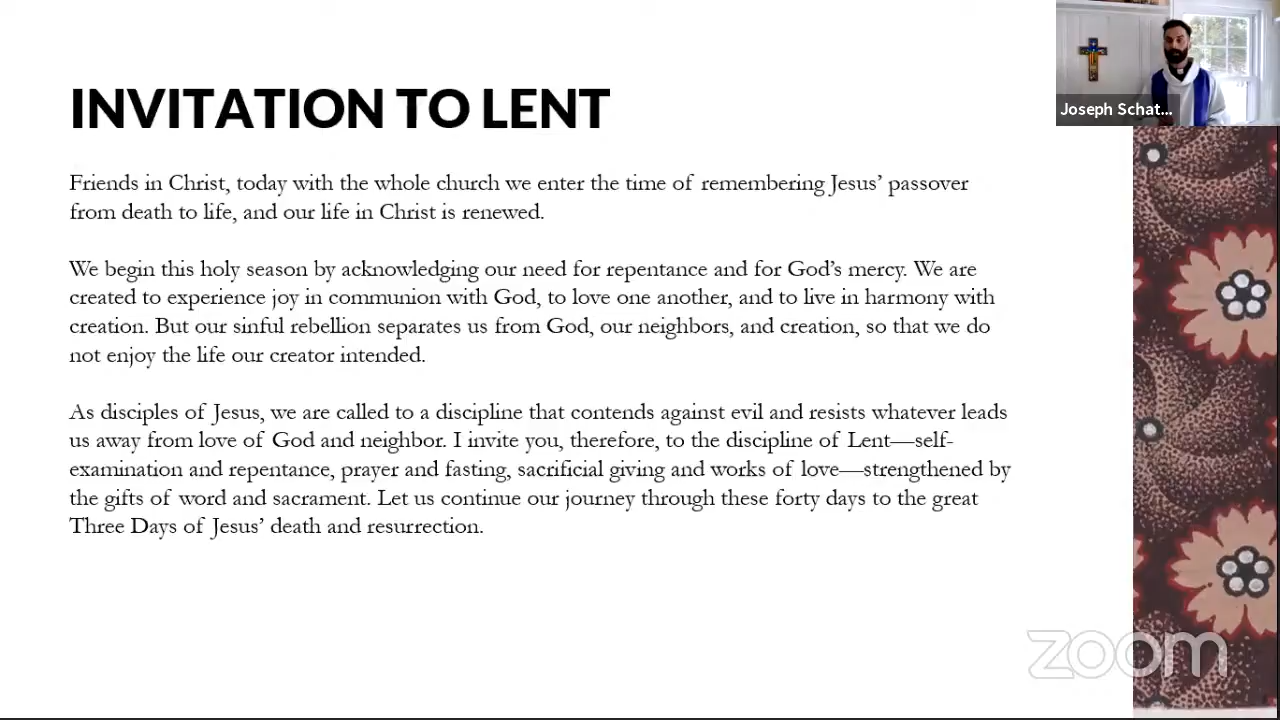 INVITATION TO LENT
Friends in Christ, today with the whole church we enter the time of remembering Jesus’ passover
from death to life, and our life in Christ is renewed.
We begin this holy season by acknowledging our need for repentance and for God’s mercy. We are
created to experience joy in communion with God, to love one another, and to live in harmony with
creation. But our sinful rebellion separates us from God, our neighbors, and creation, so that we do
not enjoy the life our creator intended.
As disciples of Jesus, we are called to a discipline that contends against evil and resists whatever leads
us away from love of God and neighbor. I invite you, therefore, to the discipline of Lent—self-
examination and repentance, prayer and fasting, sacrificial giving and works of love—strengthened by
the gifts of word and sacrament. Let us continue our journey through these forty days to the great
Three Days of Jesus’ death and resurrection.
Joseph Schat...
zoom